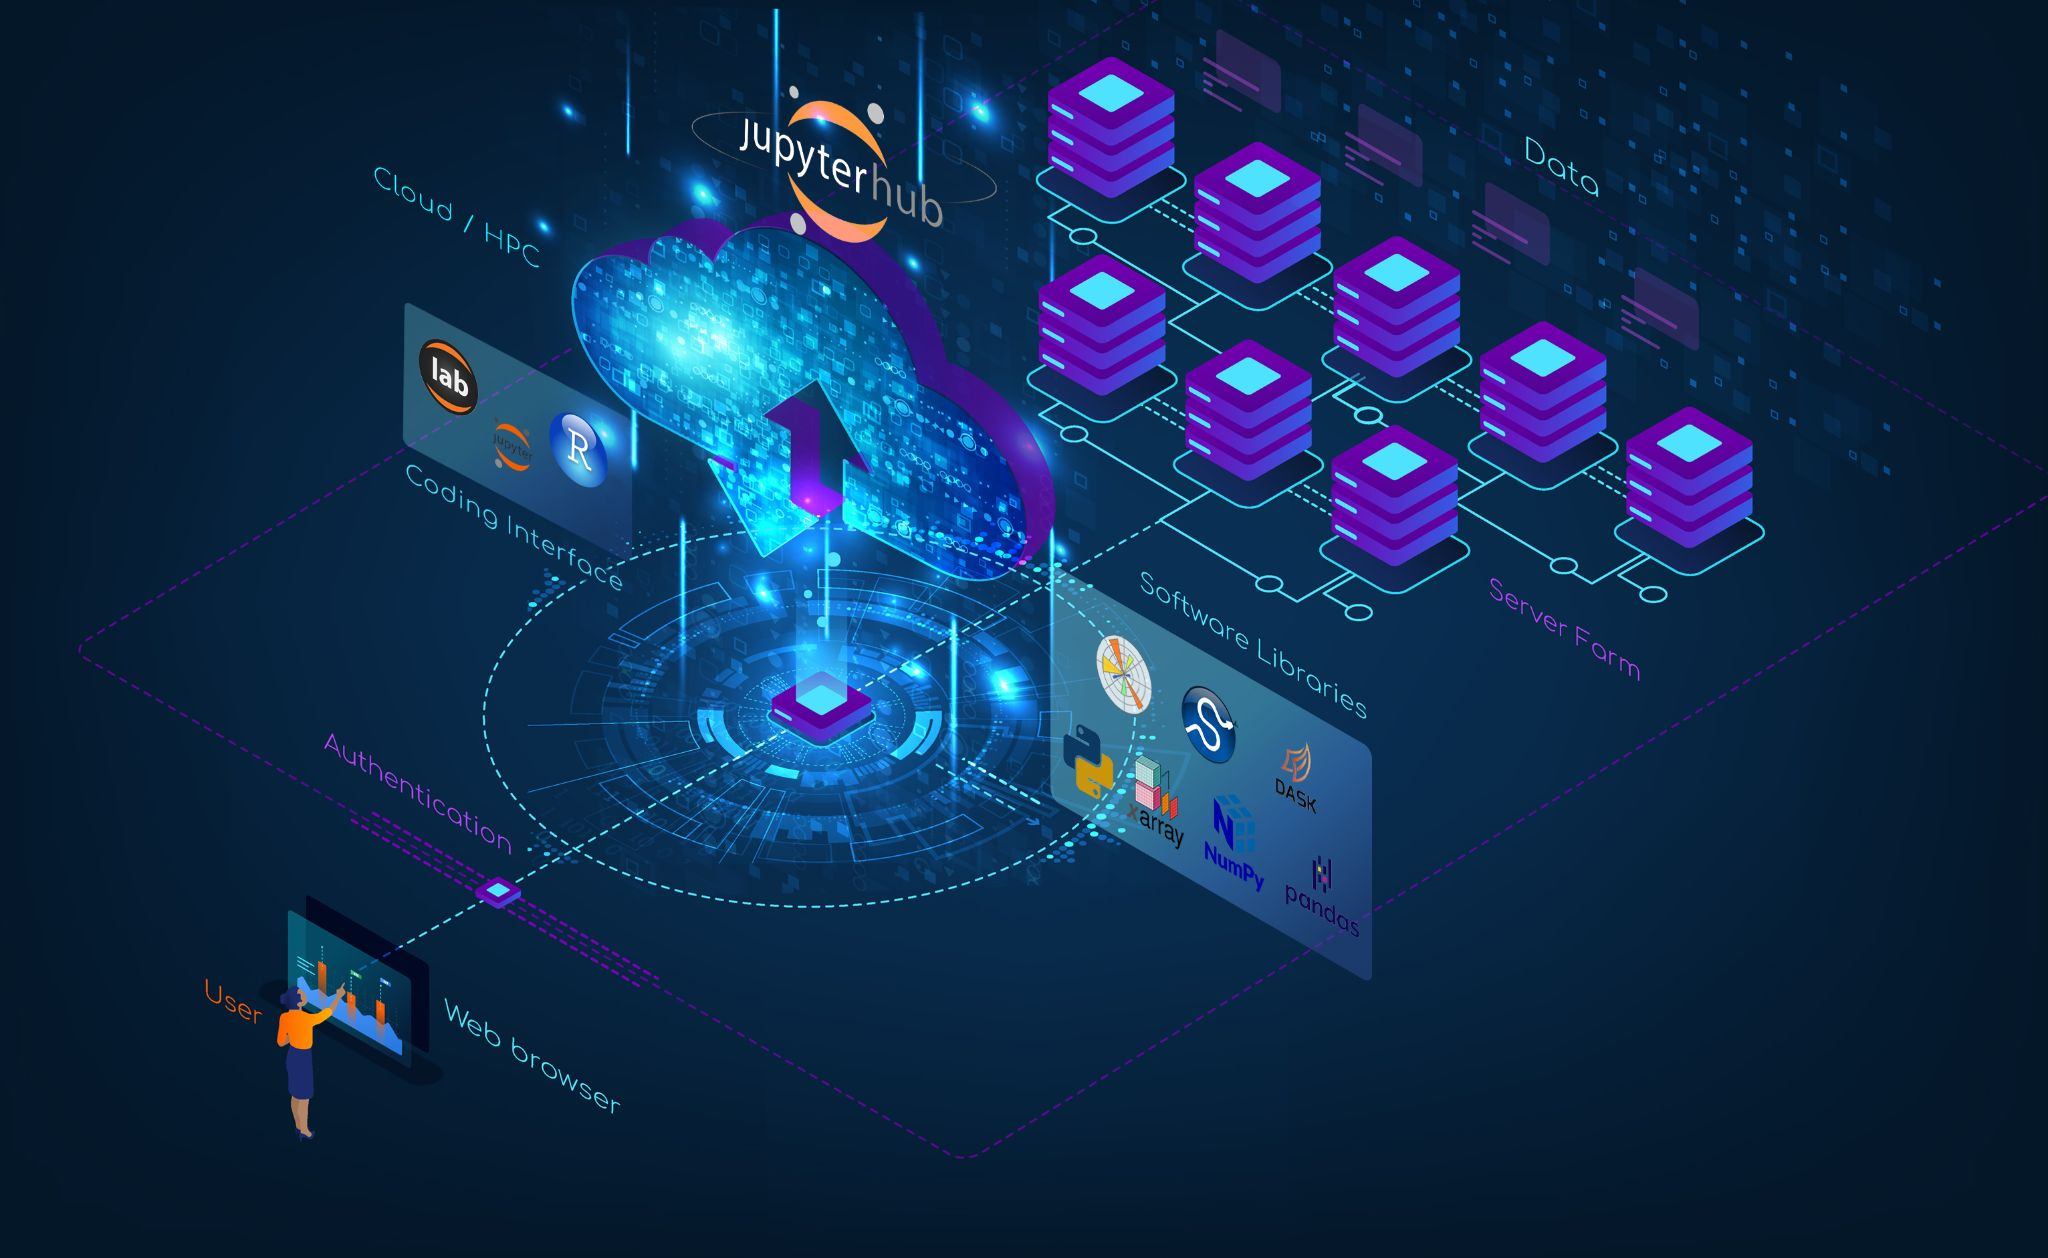 jupyterhub
Cloud / HPC
Data
lab
jupyter
R
Coding Interface
Software Libraries
Server Farm
DASK
xarray
NumPy
pandas
Authentication
User
Web browser